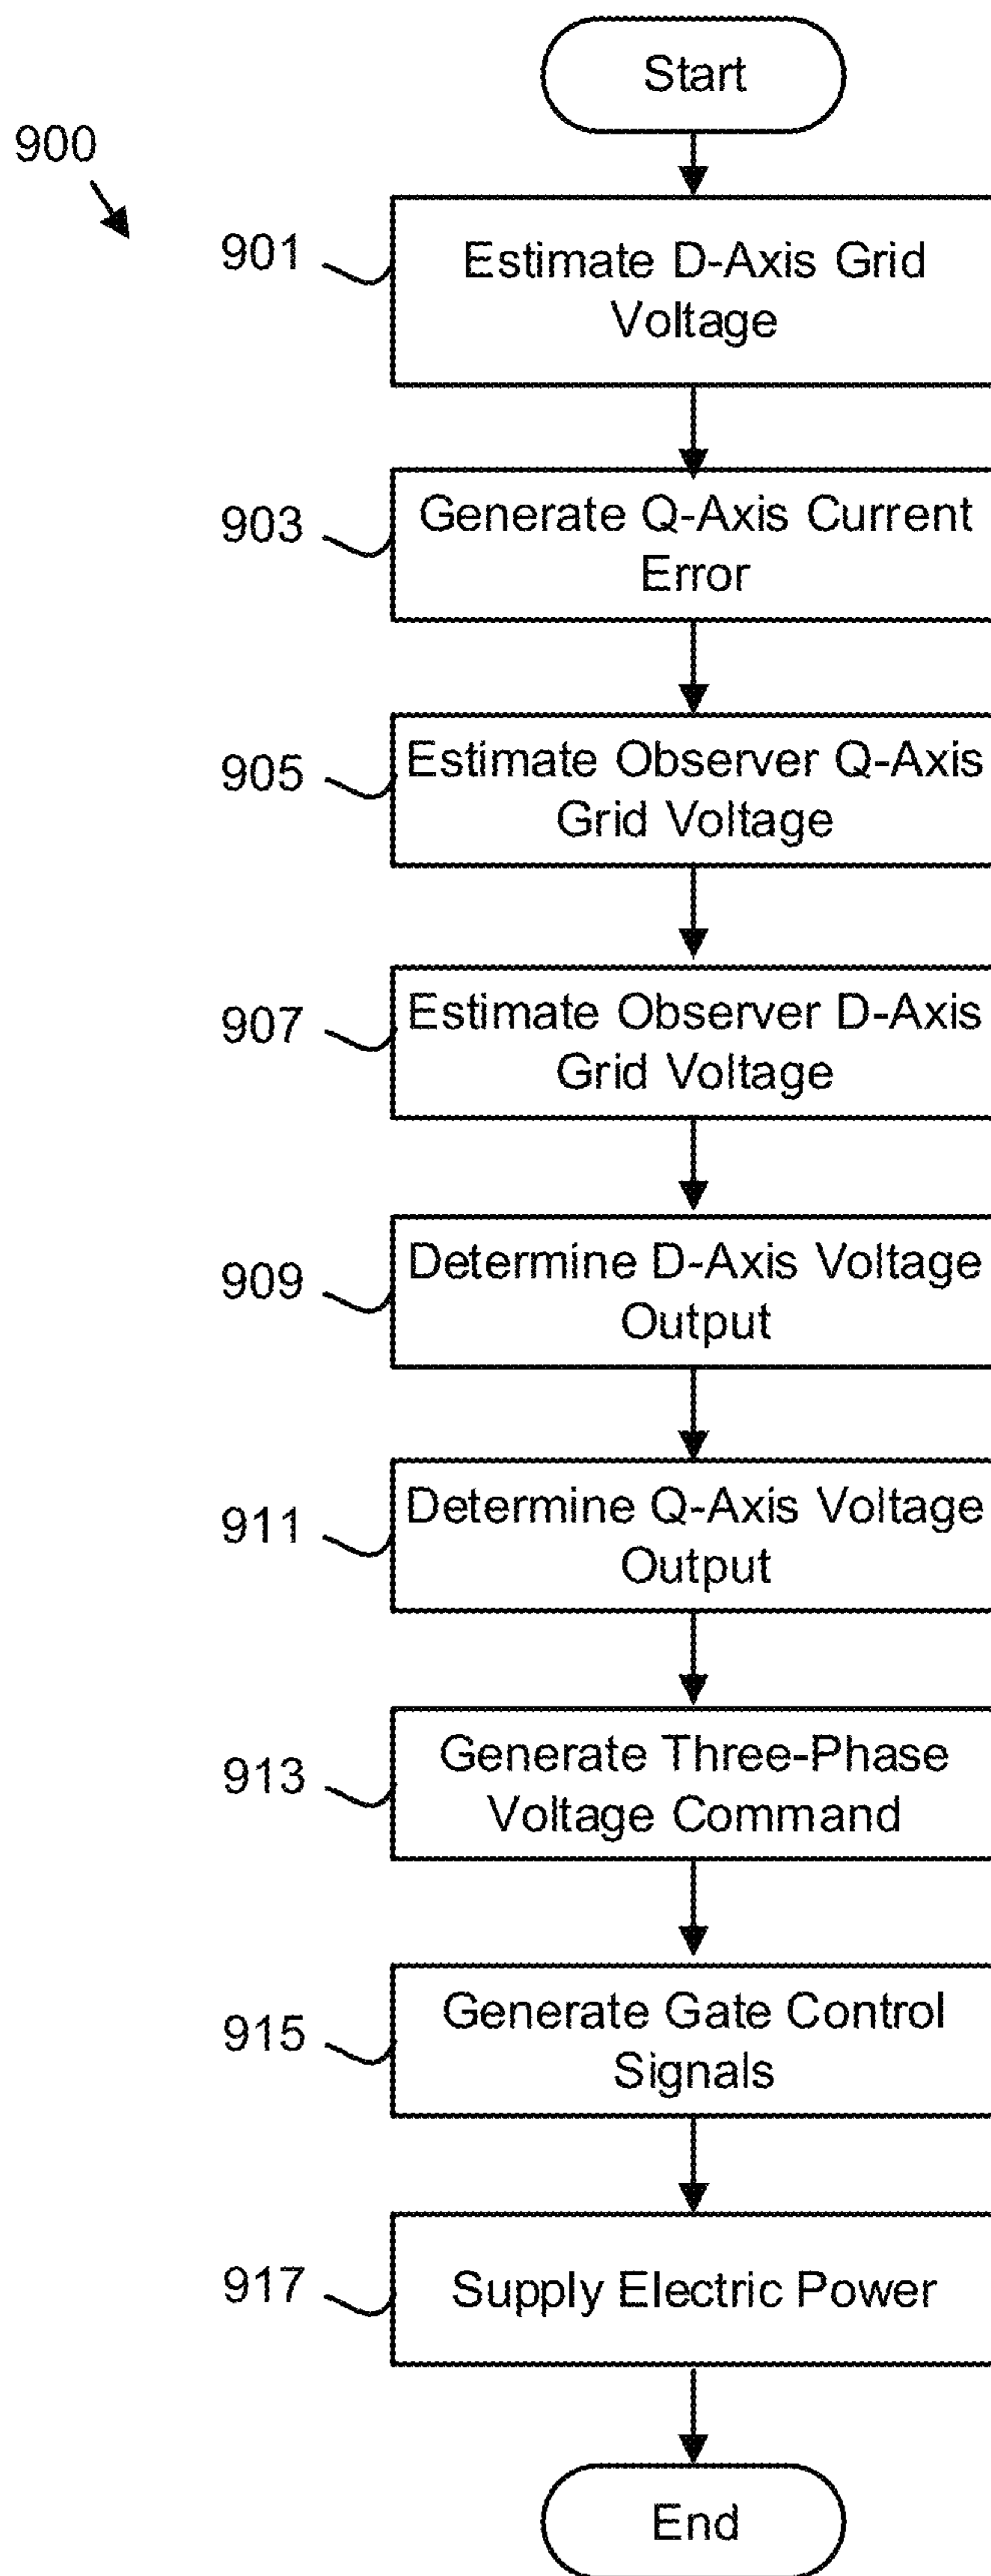 Start
900
901
Estimate D-Axis Grid
Voltage
903
Generate Q-Axis Current
Error
905
Estimate Observer Q-Axis
Grid Voltage
907
Estimate Observer D-Axis
Grid Voltage
909
Determine D-Axis Voltage
Output
911
Determine Q-Axis Voltage
Output
913
Generate Three-Phase
Voltage Command
915
Generate Gate Control
Signals
917
Supply Electric Power
End